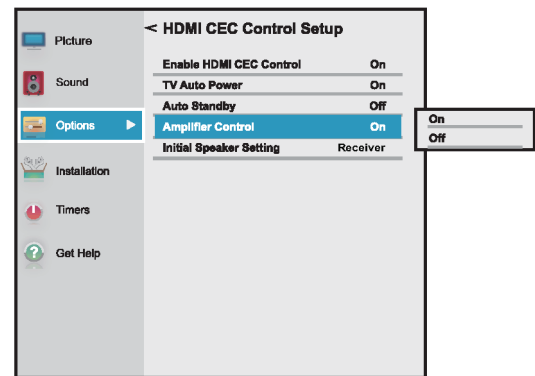 Picture
Sound
Options
Installation
Timers
Get Help
< HDMI CEC Control Setup
Enable HDMI CEC Control On
TV Auto Power On
Auto Standby Off
Amplifier Control On
Initial Speaker Setting Receiver
On
Off